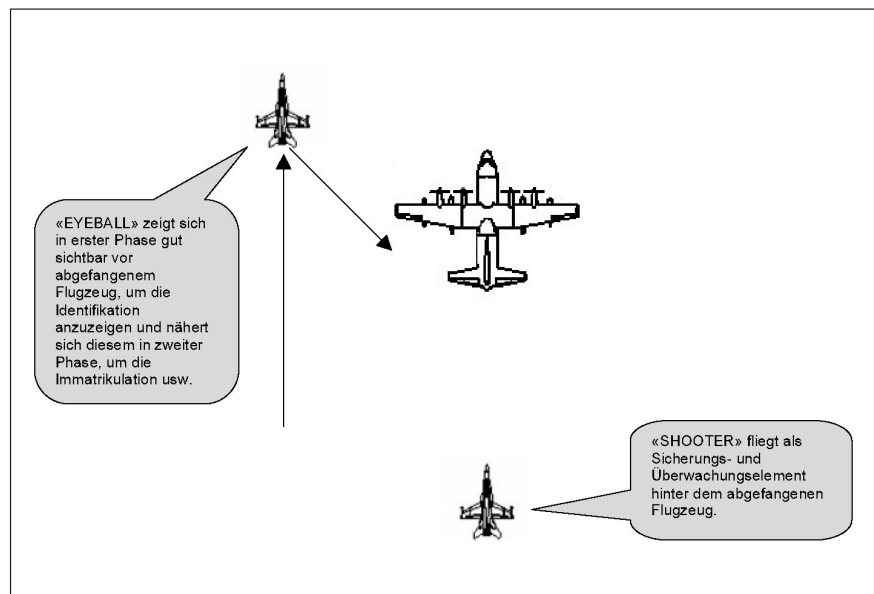 «EYEBALL» zeigt sich
in erster Phase gut
sichtbar vor
abgefangenem
Flugzeug, um die
Identifikation
anzuzeigen und nähert
sich diesem in zweiter
Phase, um die
Immatrikulation usw.
«SHOOTER» fliegt als
Sicherungs- und
Überwachungselement
hinter dem abgefangenen
Flugzeug.